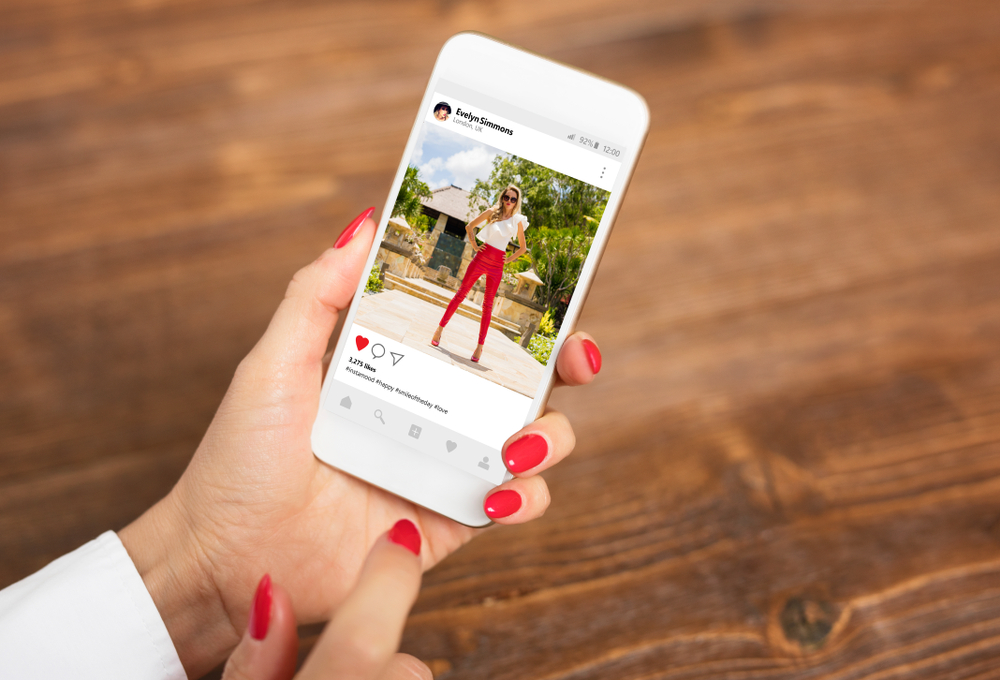 92% 12:00
Evelyn Simmons
London, UK
3,275 likes
#instamood #happy #smileoftheday #love